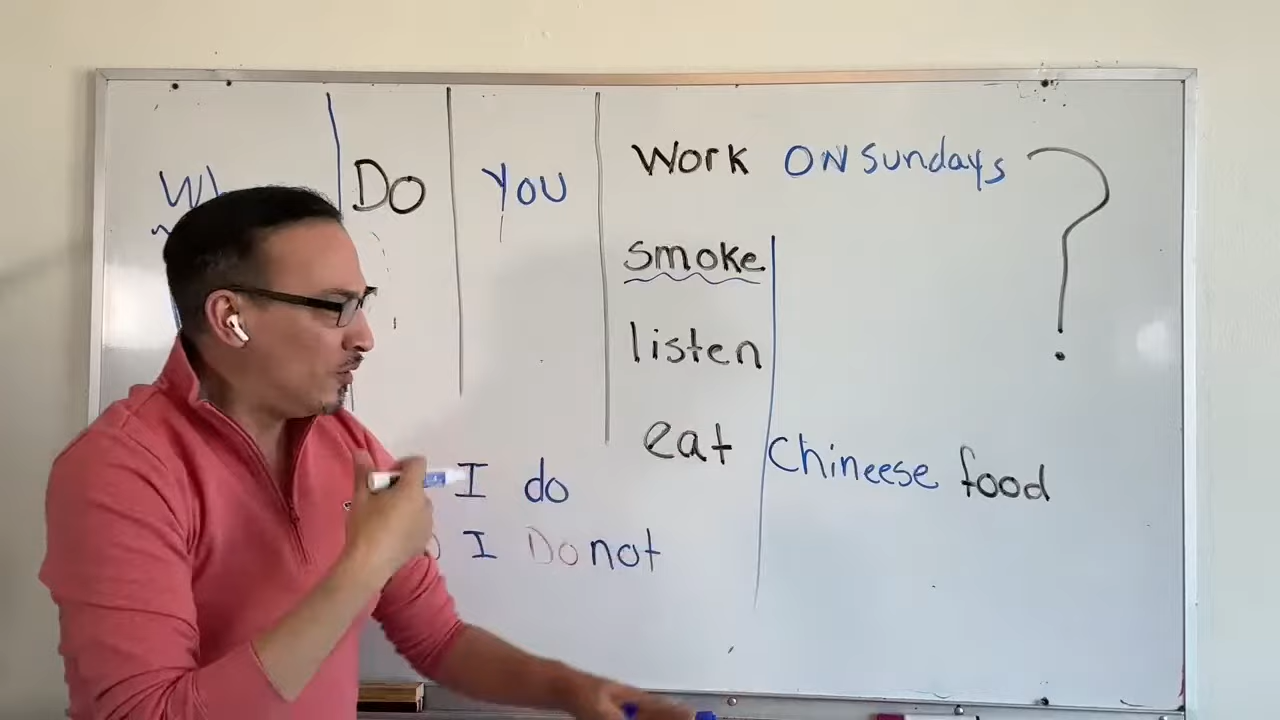 Do You Work ON Sundays ?
smoke
listen
eat Chineese food
I do
I Do not